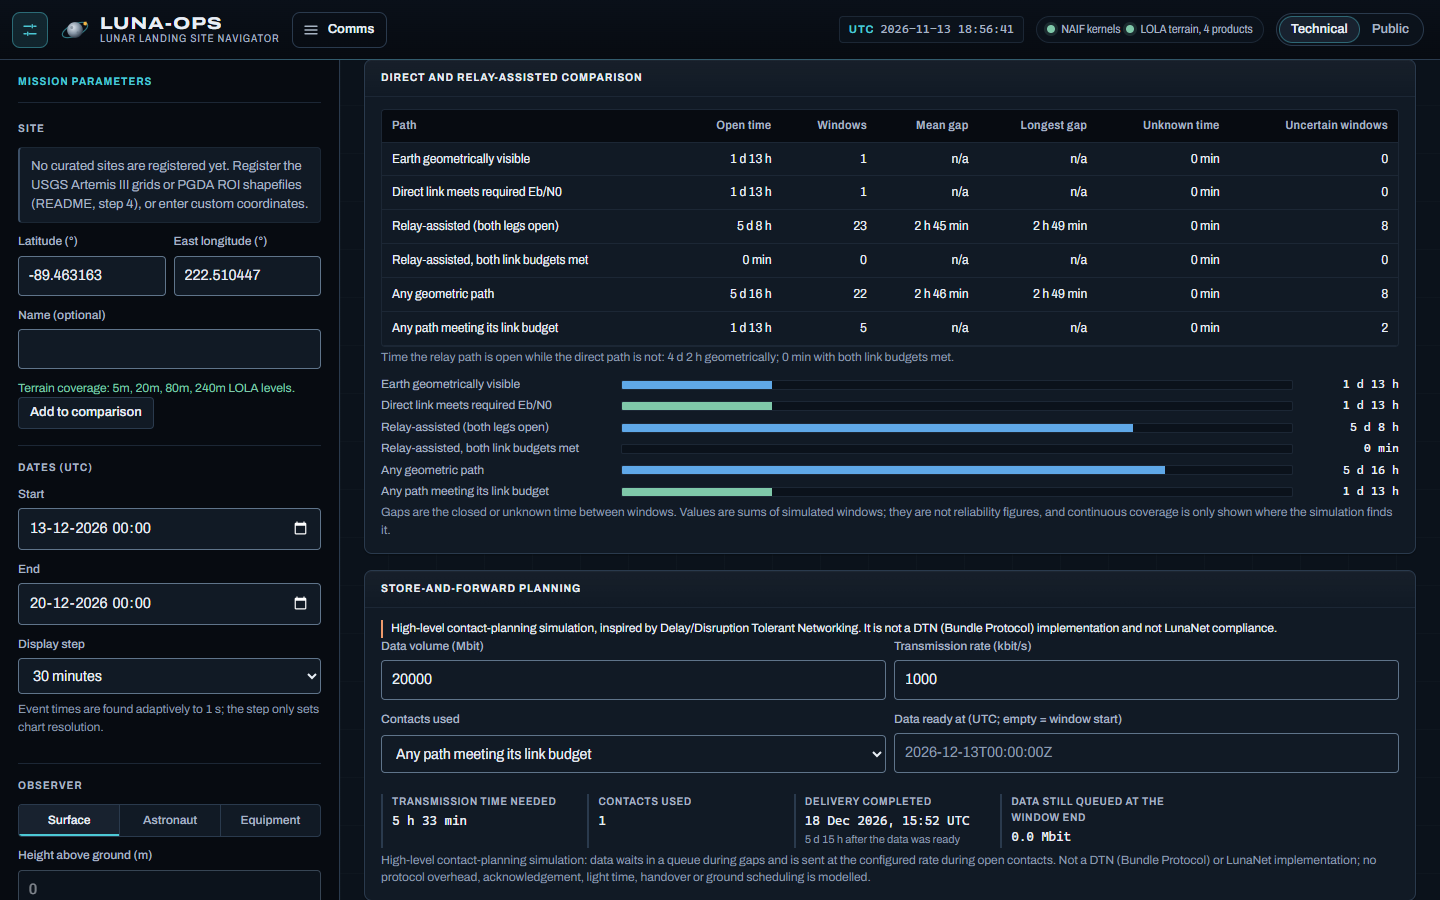 LUNA-OPS
LUNAR LANDING SITE NAVIGATOR
Comms
UTC 2026-11-13 18:56:41
NAIF kernels
LOLA terrain, 4 products
Technical
Public
MISSION PARAMETERS
SITE
No curated sites are registered yet. Register the
USGS Artemis III grids or PGDA ROI shapefiles
(README, step 4), or enter custom coordinates.
Latitude (°) East longitude (°)
-89.463163 222.510447
Name (optional)
Terrain coverage: 5m, 20m, 80m, 240m LOLA levels.
Add to comparison
DATES (UTC)
Start
13-12-2026 00:00
End
20-12-2026 00:00
Display step
30 minutes
Event times are found adaptively to 1 s; the step only sets
chart resolution.
OBSERVER
Surface Astronaut Equipment
Height above ground (m)
0
DIRECT AND RELAY-ASSISTED COMPARISON
Path Open time Windows Mean gap Longest gap Unknown time Uncertain windows
Earth geometrically visible 1 d 13 h 1 n/a n/a 0 min 0
Direct link meets required Eb/N0 1 d 13 h 1 n/a n/a 0 min 0
Relay-assisted (both legs open) 5 d 8 h 23 2 h 45 min 2 h 49 min 0 min 8
Relay-assisted, both link budgets met 0 min 0 n/a n/a 0 min 0
Any geometric path 5 d 16 h 22 2 h 46 min 2 h 49 min 0 min 8
Any path meeting its link budget 1 d 13 h 5 n/a n/a 0 min 2
Time the relay path is open while the direct path is not: 4 d 2 h geometrically; 0 min with both link budgets met.
Earth geometrically visible 1 d 13 h
Direct link meets required Eb/N0 1 d 13 h
Relay-assisted (both legs open) 5 d 8 h
Relay-assisted, both link budgets met 0 min
Any geometric path 5 d 16 h
Any path meeting its link budget 1 d 13 h
Gaps are the closed or unknown time between windows. Values are sums of simulated windows; they are not reliability figures, and continuous coverage is only shown where the simulation finds
it.
STORE-AND-FORWARD PLANNING
High-level contact-planning simulation, inspired by Delay/Disruption Tolerant Networking. It is not a DTN (Bundle Protocol) implementation and not LunaNet compliance.
Data volume (Mbit) Transmission rate (kbit/s)
20000 1000
Contacts used Data ready at (UTC; empty = window start)
Any path meeting its link budget 2026-12-13T00:00:00Z
TRANSMISSION TIME NEEDED
5 h 33 min
CONTACTS USED
1
DELIVERY COMPLETED
18 Dec 2026, 15:52 UTC
5 d 15 h after the data was ready
DATA STILL QUEUED AT THE
WINDOW END
0.0 Mbit
High-level contact-planning simulation: data waits in a queue during gaps and is sent at the configured rate during open contacts. Not a DTN (Bundle Protocol) or LunaNet implementation; no
protocol overhead, acknowledgement, light time, handover or ground scheduling is modelled.